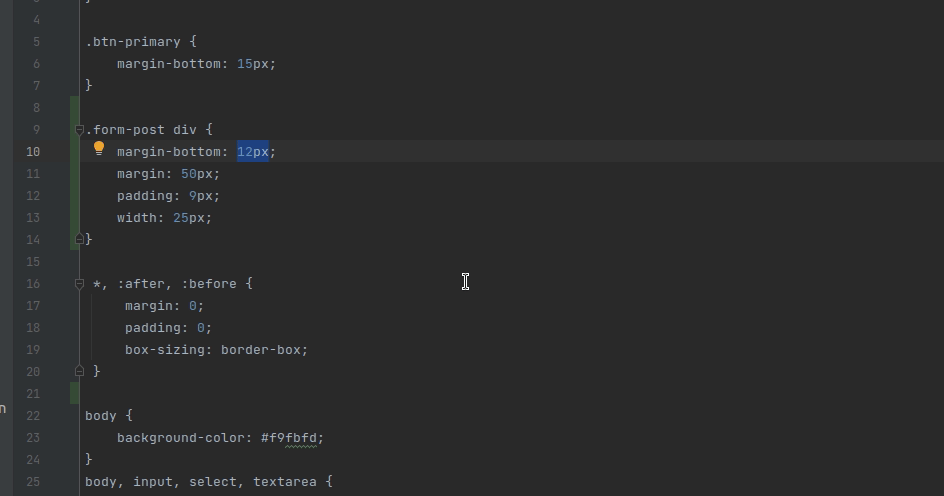 4
5 .btn-primary {
6 margin-bottom: 15px;
7 }
8
9 .form-post div {
10 margin-bottom: 12px;
11 margin: 50px;
12 padding: 9px;
13 width: 25px;
14 }
15
16 *, :after, :before {
17 margin: 0;
18 padding: 0;
19 box-sizing: border-box;
20 }
21
n
22 body {
23 background-color: #f9fbfd;
24 }
25 body, input, select, textarea {